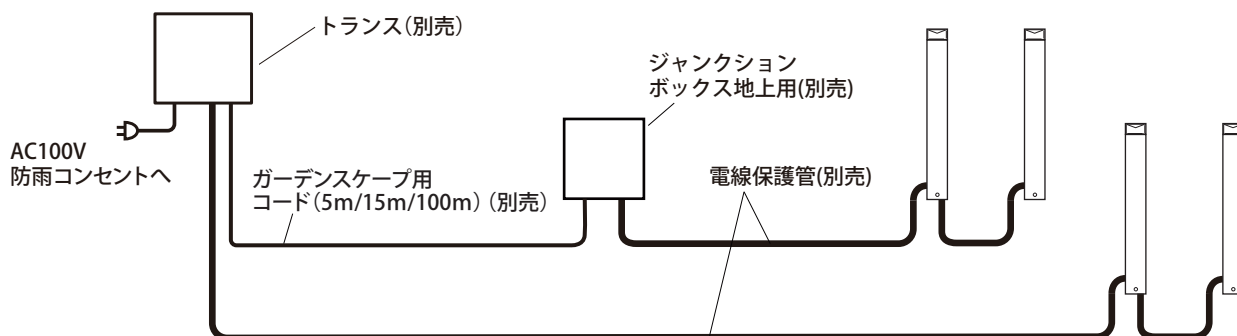 トランス(別売)
ジャンクション
ボックス地上用(別売)
AC100V
防雨コンセントへ
ガーデンスケープ用
コード(5m/15m/100m) (別売)
電線保護管(別売)